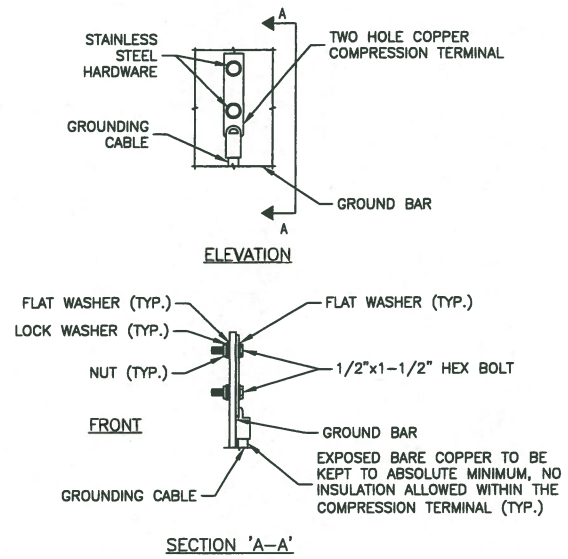 A
STAINLESS
STEEL
HARDWARE
TWO HOLE COPPER
COMPRESSION TERMINAL
GROUNDING
CABLE
GROUND BAR
A
ELEVATION
FLAT WASHER (TYP.)
FLAT WASHER (TYP.)
LOCK WASHER (TYP.)
NUT (TYP.)
1/2"x1-1/2" HEX BOLT
FRONT
GROUND BAR
EXPOSED BARE COPPER TO BE
KEPT TO ABSOLUTE MINIMUM, NO
INSULATION ALLOWED WITHIN THE
COMPRESSION TERMINAL (TYP.)
GROUNDING CABLE
SECTION 'A-A'